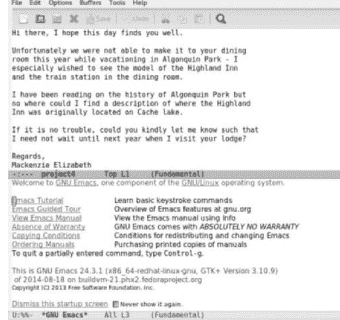 File Edit Options Buffers Tools Help
Save Undo
Hi there, I hope this day finds you well.
Unfortunately we were not able to make it to your dining
room this year while vacationing in Algonquin Park - I
especially wished to see the model of the Highland Inn
and the train station in the dining room.
I have been reading on the history of Algonquin Park but
no where could I find a description of where the Highland
Inn was originally located on Cache lake.
If it is no trouble, could you kindly let me know such that
I need not wait until next year when I visit your lodge?
Regards,
Mackenzie Elizabeth
-:--- project4 Top L1 (Fundamental)
Welcome to GNU Emacs, one component of the GNU/Linux operating system.
Emacs Tutorial Learn basic keystroke commands
Emacs Guided Tour Overview of Emacs features at gnu.org
View Emacs Manual View the Emacs manual using Info
Absence of Warranty GNU Emacs comes with ABSOLUTELY NO WARRANTY
Copying Conditions Conditions for redistributing and changing Emacs
Ordering Manuals Purchasing printed copies of manuals
To quit a partially entered command, type Control-g.
This is GNU Emacs 24.3.1 (x86_64-redhat-linux-gnu, GTK+ Version 3.10.9)
of 2014-08-18 on buildvm-21.phx2.fedoraproject.org
Copyright (C) 2013 Free Software Foundation, Inc.
Dismiss this startup screen Never show it again.
U:%%- *GNU Emacs* All L3 (Fundamental)